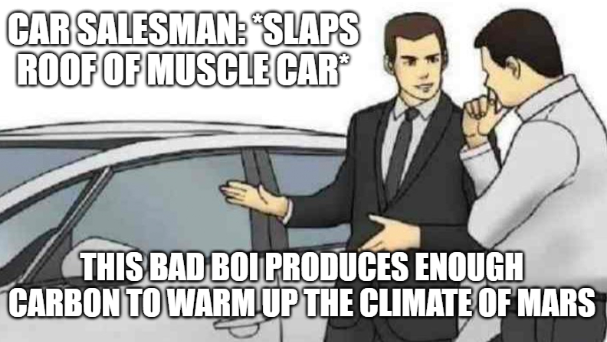 CAR SALESMAN: *SLAPS
ROOF OF MUSCLE CAR*
THIS BAD BOI PRODUCES ENOUGH
CARBON TO WARM UP THE CLIMATE OF MARS